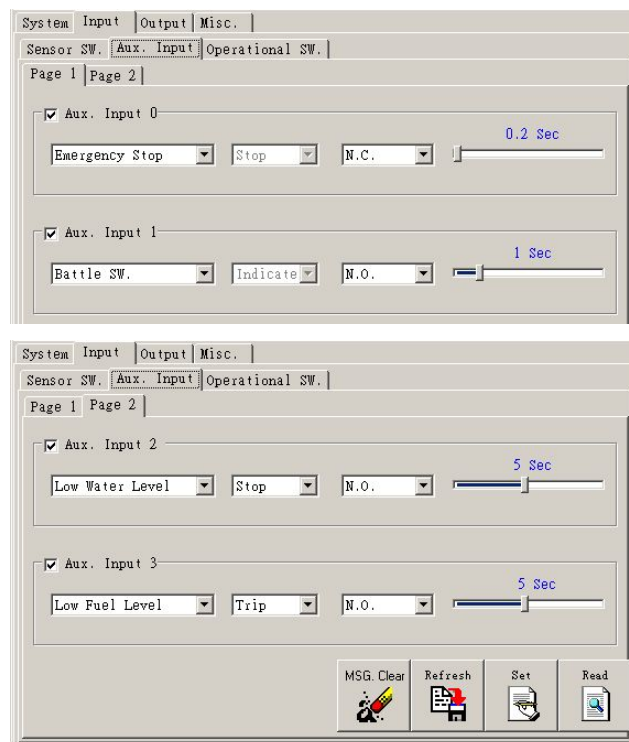 System Input Output Misc.
Sensor SW. Aux. Input Operational SW.
Page 1 Page 2
Aux. Input 0
0.2 Sec
Emergency Stop Stop N.C.
Aux. Input 1
1 Sec
Battle SW. Indicate N.O.
System Input Output Misc.
Sensor SW. Aux. Input Operational SW.
Page 1 Page 2
Aux. Input 2
5 Sec
Low Water Level Stop N.O.
Aux. Input 3
5 Sec
Low Fuel Level Trip N.O.
MSG. Clear Refresh Set Read